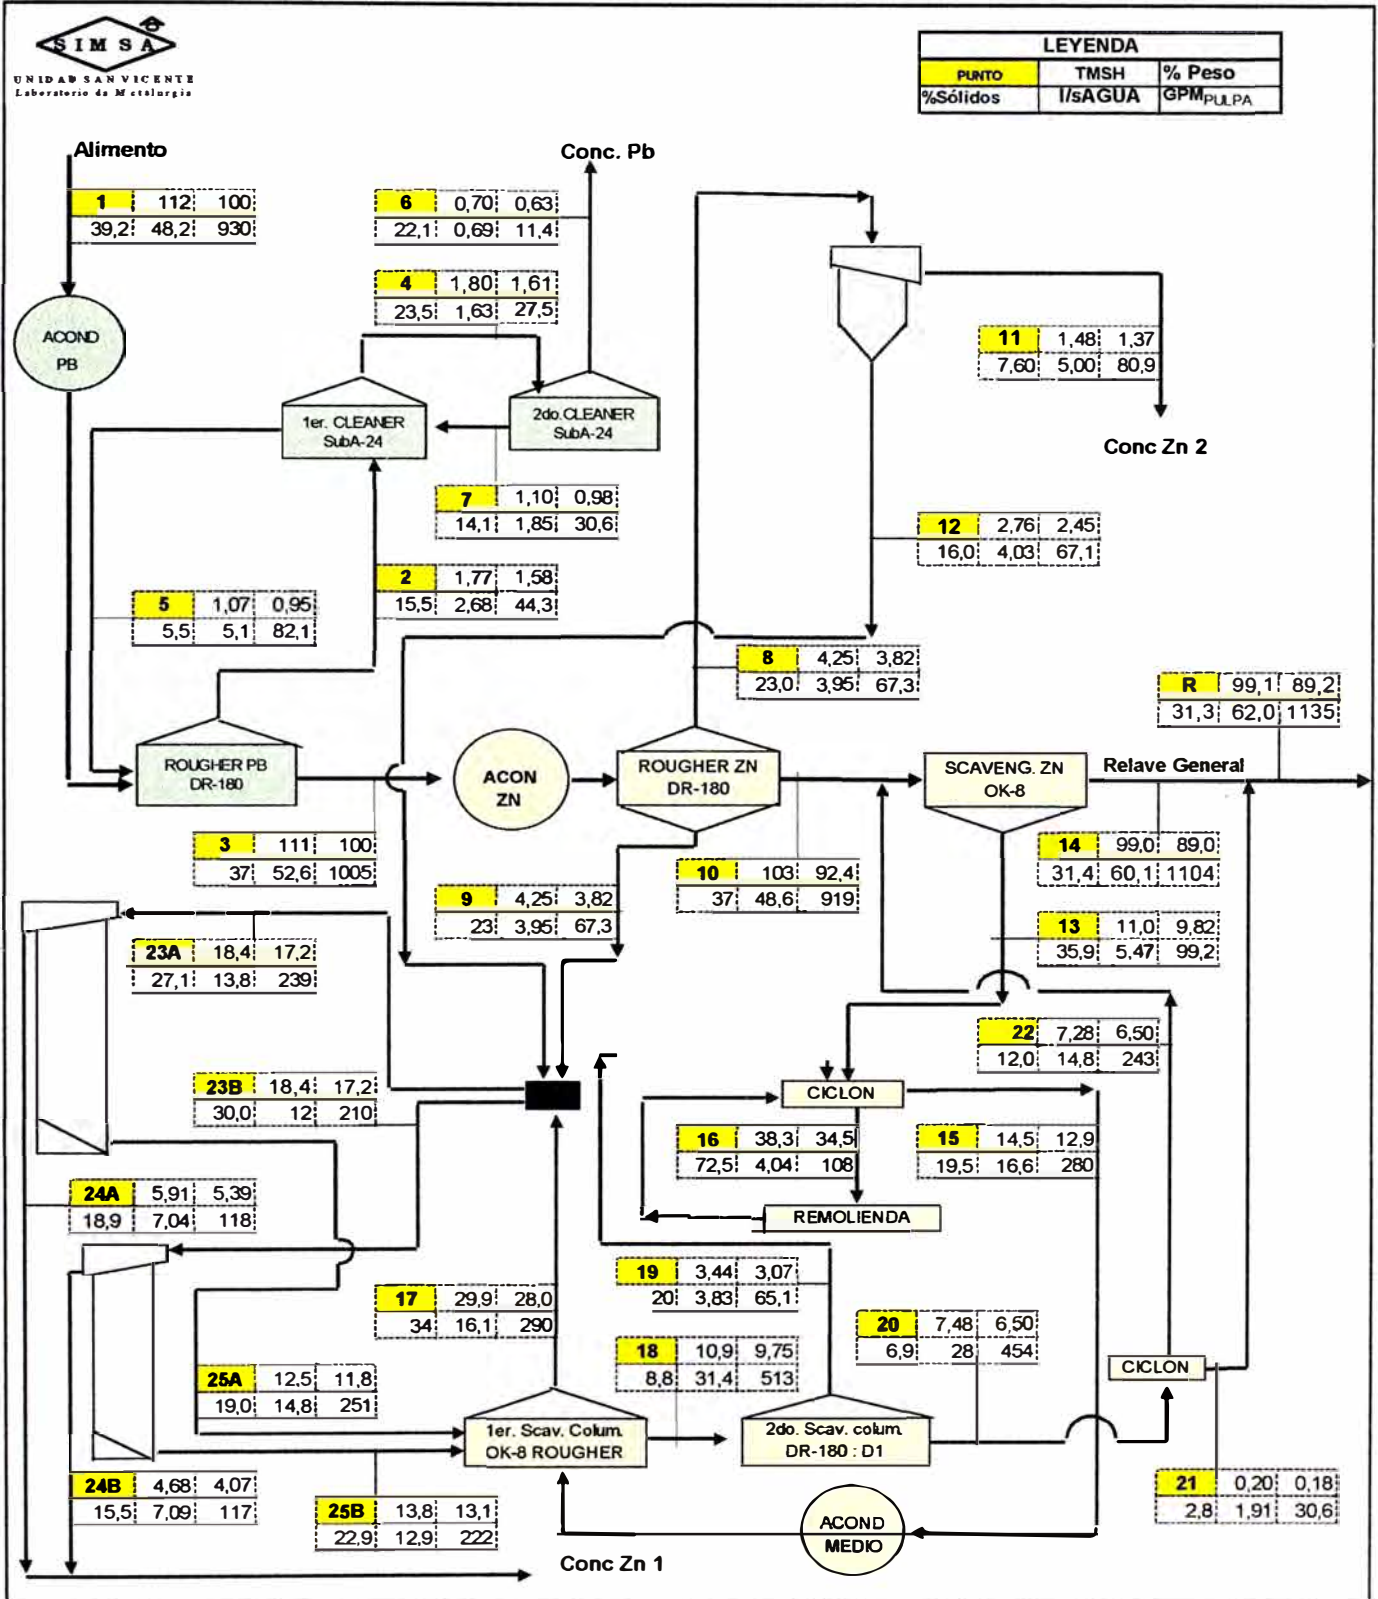 SIMSA
UNIDAD SAN VICENTE
Laboratorio de Metalurgia
LEYENDA
PUNTO TMSH % Peso
%Sólidos l/sAGUA GPM PULPA
Alimento
Conc. Pb
1 112 100
39,2 48,2 930
6 0,70 0,63
22,1 0,69 11,4
4 1,80 1,61
23,5 1,63 27,5
ACOND
PB
11 1,48 1,37
7,60 5,00 80,9
1er. CLEANER
SubA-24
2do. CLEANER
SubA-24
Conc Zn 2
7 1,10 0,98
14,1 1,85 30,6
12 2,76 2,45
16,0 4,03 67,1
2 1,77 1,58
15,5 2,68 44,3
5 1,07 0,95
5,5 5,1 82,1
8 4,25 3,82
23,0 3,95 67,3
R 99,1 89,2
31,3 62,0 1135
ROUGHER PB
DR-180
ACON
ZN
ROUGHER ZN
DR-180
SCAVENG. ZN
OK-8
Relave General
3 111 100
37 52,6 1005
10 103 92,4
37 48,6 919
14 99,0 89,0
31,4 60,1 1104
9 4,25 3,82
23 3,95 67,3
13 11,0 9,82
35,9 5,47 99,2
23A 18,4 17,2
27,1 13,8 239
22 7,28 6,50
12,0 14,8 243
23B 18,4 17,2
30,0 12 210
CICLON
16 38,3 34,5
72,5 4,04 108
15 14,5 12,9
19,5 16,6 280
24A 5,91 5,39
18,9 7,04 118
REMOLIENDA
19 3,44 3,07
20 3,83 65,1
17 29,9 28,0
34 16,1 290
20 7,48 6,50
6,9 28 454
18 10,9 9,75
8,8 31,4 513
CICLON
25A 12,5 11,8
19,0 14,8 251
1er. Scav. Colum.
OK-8 ROUGHER
2do. Scav. colum.
DR-180 : D1
24B 4,68 4,07
15,5 7,09 117
21 0,20 0,18
2,8 1,91 30,6
25B 13,8 13,1
22,9 12,9 222
ACOND
MEDIO
Conc Zn 1